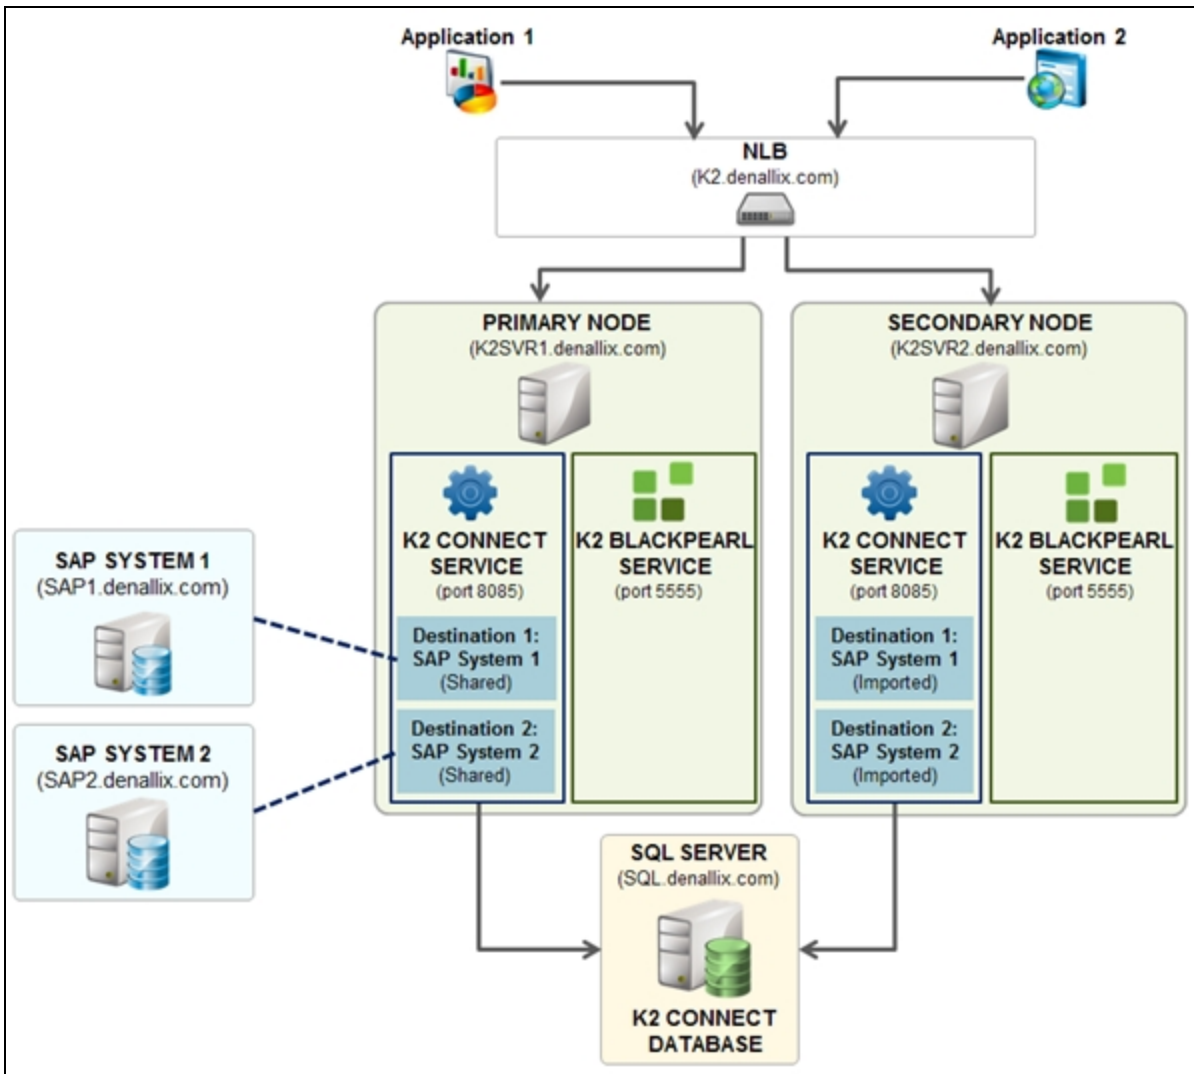 Application 1
Application 2
NLB
(K2.denallix.com)
PRIMARY NODE
(K2SVR1.denallix.com)
SECONDARY NODE
(K2SVR2.denallix.com)
K2 CONNECT
SERVICE
(port 8085)
K2 BLACKPEARL
SERVICE
(port 5555)
K2 CONNECT
SERVICE
(port 8085)
K2 BLACKPEARL
SERVICE
(port 5555)
SAP SYSTEM 1
(SAP1.denallix.com)
Destination 1:
SAP System 1
(Shared)
Destination 1:
SAP System 1
(Imported)
SAP SYSTEM 2
(SAP2.denallix.com)
Destination 2:
SAP System 2
(Shared)
Destination 2:
SAP System 2
(Imported)
SQL SERVER
(SQL.denallix.com)
K2 CONNECT
DATABASE